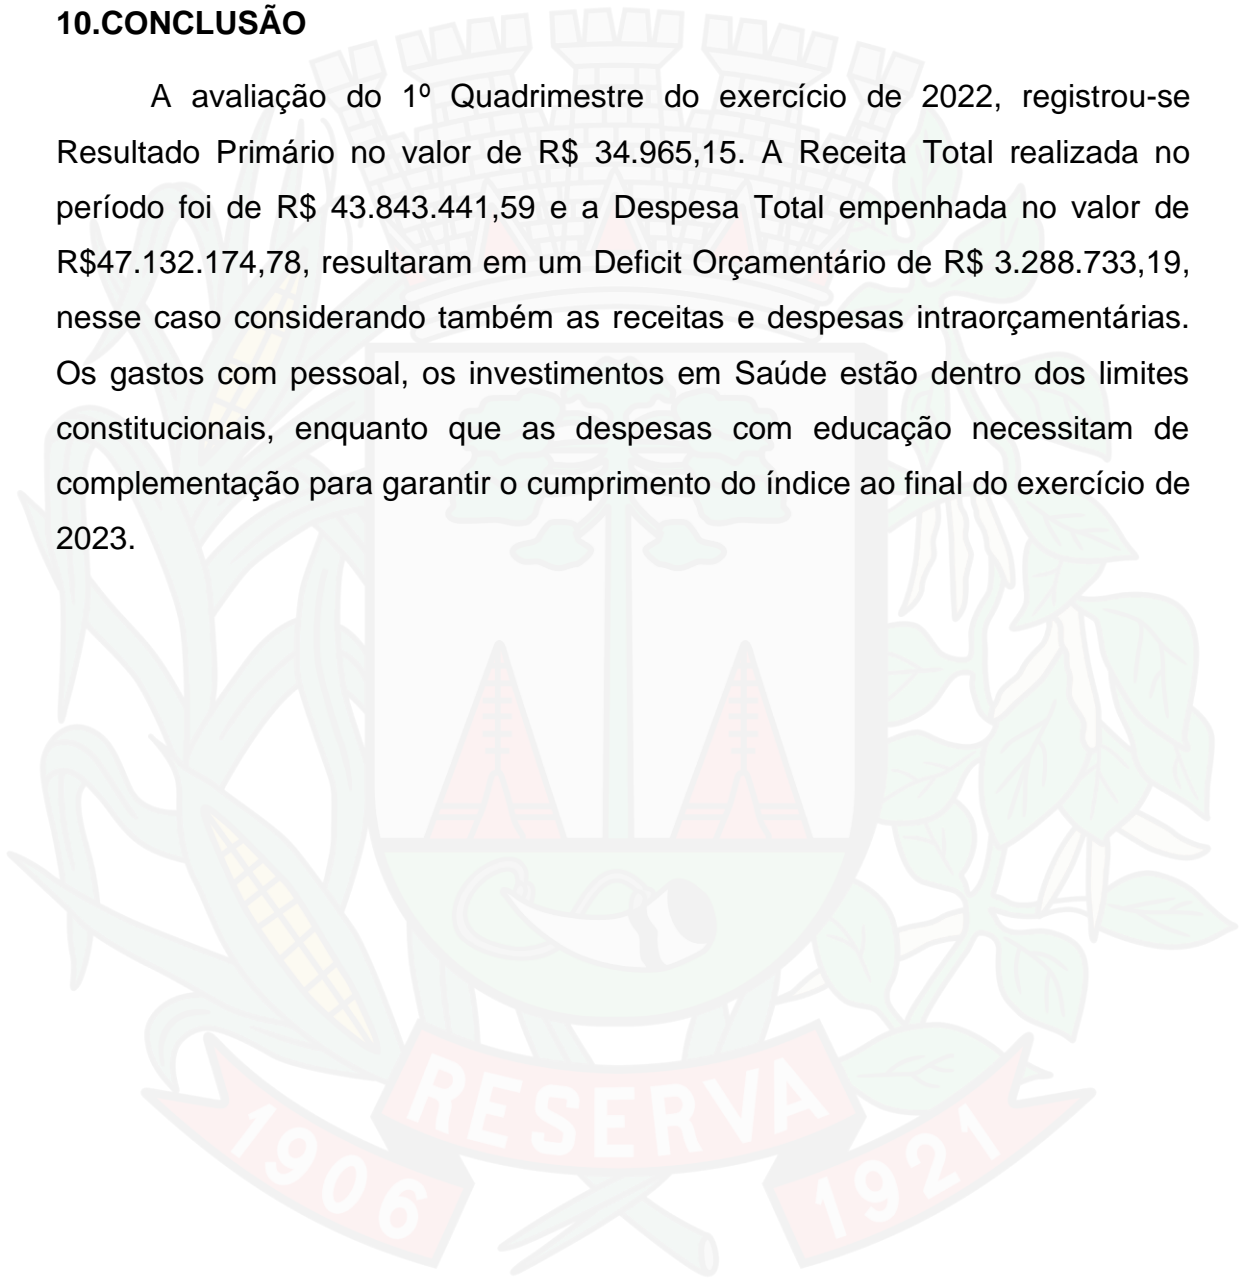 10.CONCLUSÃO
A avaliação do 1º Quadrimestre do exercício de 2022, registrou-se
Resultado Primário no valor de R$ 34.965,15. A Receita Total realizada no
período foi de R$ 43.843.441,59 e a Despesa Total empenhada no valor de
R$47.132.174,78, resultaram em um Deficit Orçamentário de R$ 3.288.733,19,
nesse caso considerando também as receitas e despesas intraorçamentárias.
Os gastos com pessoal, os investimentos em Saúde estão dentro dos limites
constitucionais, enquanto que as despesas com educação necessitam de
complementação para garantir o cumprimento do índice ao final do exercício de
2023.
RESERVA
1906
1921